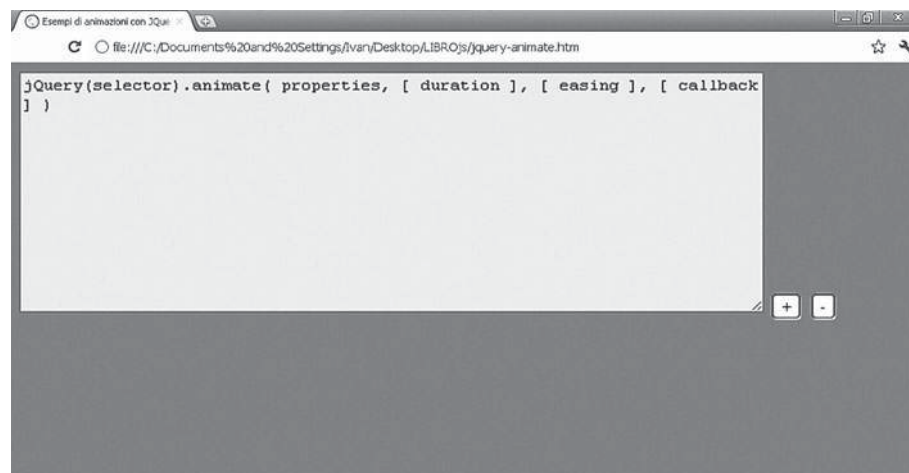 Esempi di animazioni con JQue
file:///C:/Documents%20and%20Settings/Ivan/Desktop/LIBROjs/jquery-animate.htm
jQuery(selector).animate( properties, [ duration ], [ easing ], [ callback
] )
+ -